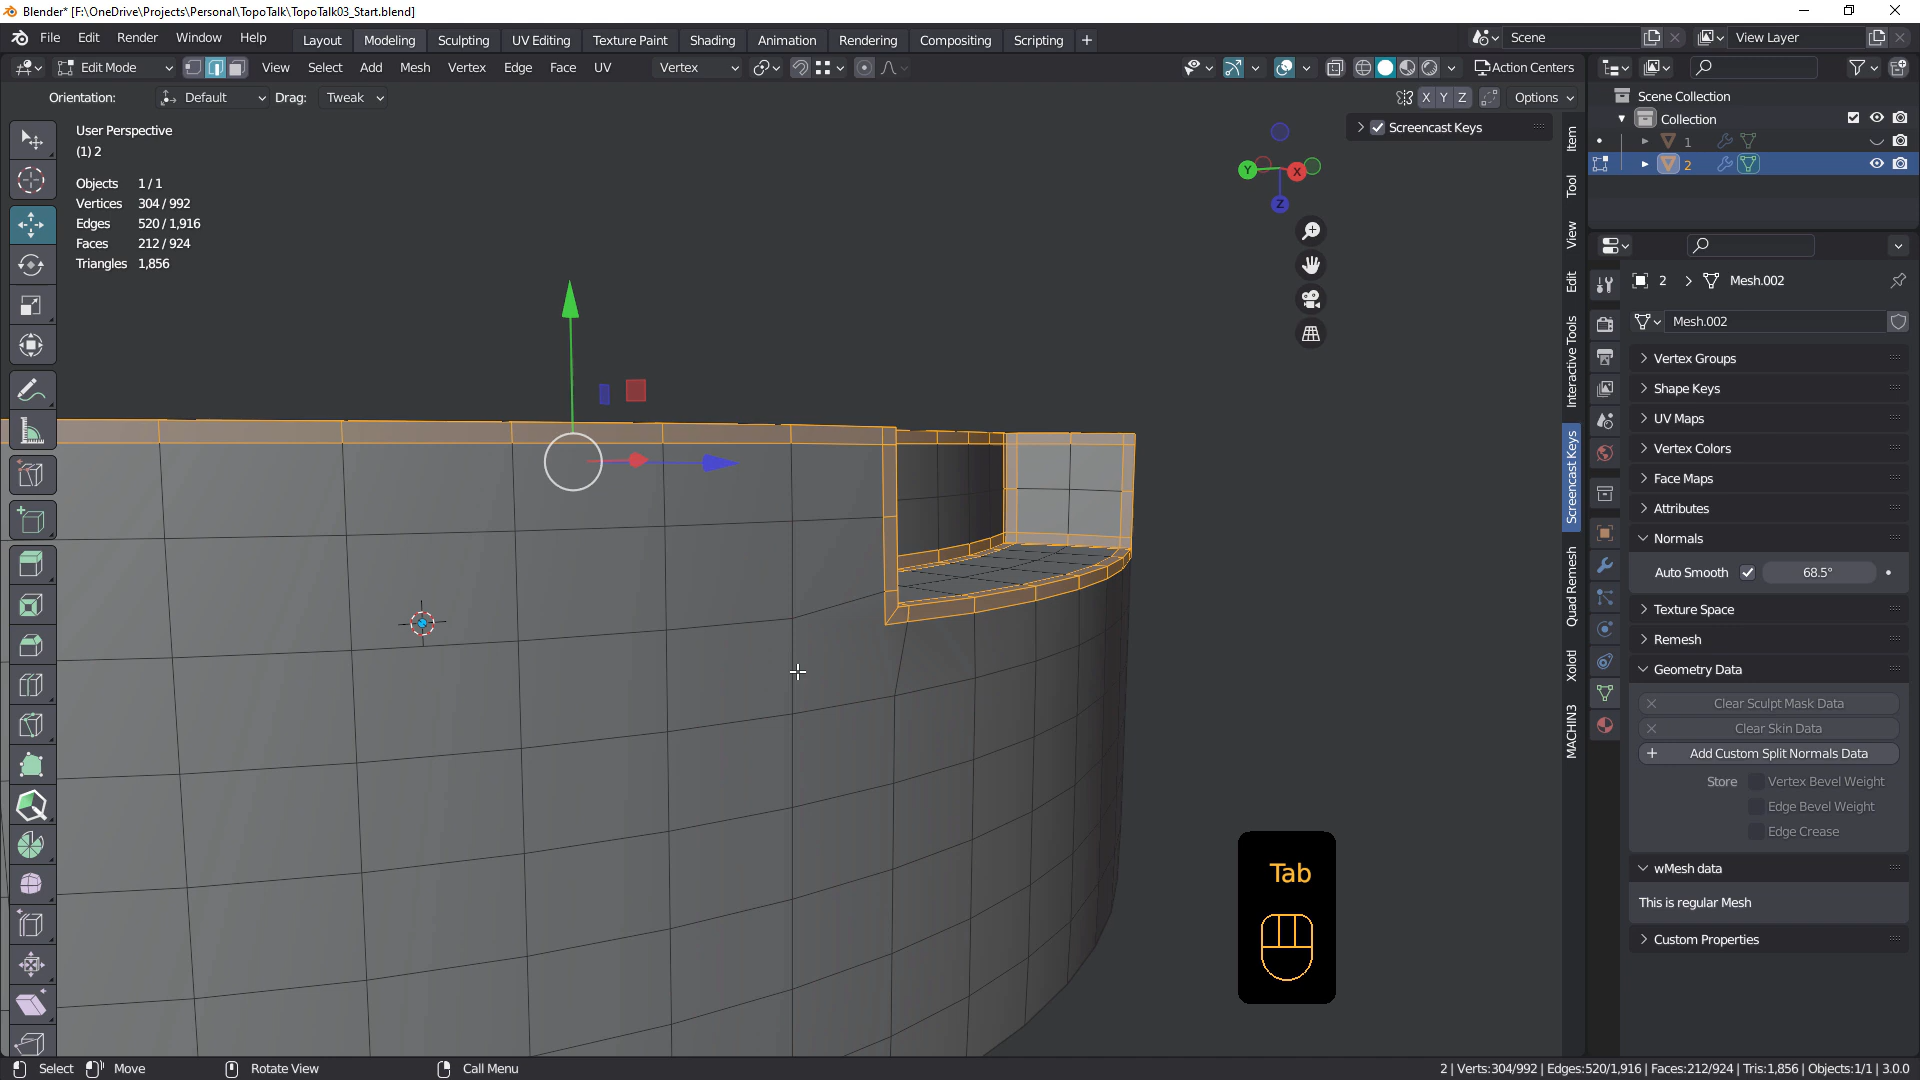 Blender* [F:\OneDrive\Projects\Personal\TopoTalk\TopoTalk03_Start.blend]
File Edit Render Window Help Layout Modeling Sculpting UV Editing Texture Paint Shading Animation Rendering Compositing Scripting + Scene View Layer
Edit Mode View Select Add Mesh Vertex Edge Face UV Vertex Action Centers
Orientation: Default Drag: Tweak X Y Z Options
Scene Collection
Collection
1
2
User Perspective
(1) 2
Objects 1 / 1
Vertices 304 / 992
Edges 520 / 1,916
Faces 212 / 924
Triangles 1,856
Screencast Keys
Y X Z
Item
Tool
View
Edit
Interactive Tools
Screencast Keys
Quad Remesh
Xolotl
MACHIN3
2 > Mesh.002
Mesh.002
Vertex Groups
Shape Keys
UV Maps
Vertex Colors
Face Maps
Attributes
Normals
Auto Smooth 68.5°
Texture Space
Remesh
Geometry Data
Clear Sculpt Mask Data
Clear Skin Data
Add Custom Split Normals Data
Store Vertex Bevel Weight
Edge Bevel Weight
Edge Crease
wMesh data
This is regular Mesh
Custom Properties
Tab
Select Move Rotate View Call Menu
2 | Verts:304/992 | Edges:520/1,916 | Faces:212/924 | Tris:1,856 | Objects:1/1 | 3.0.0